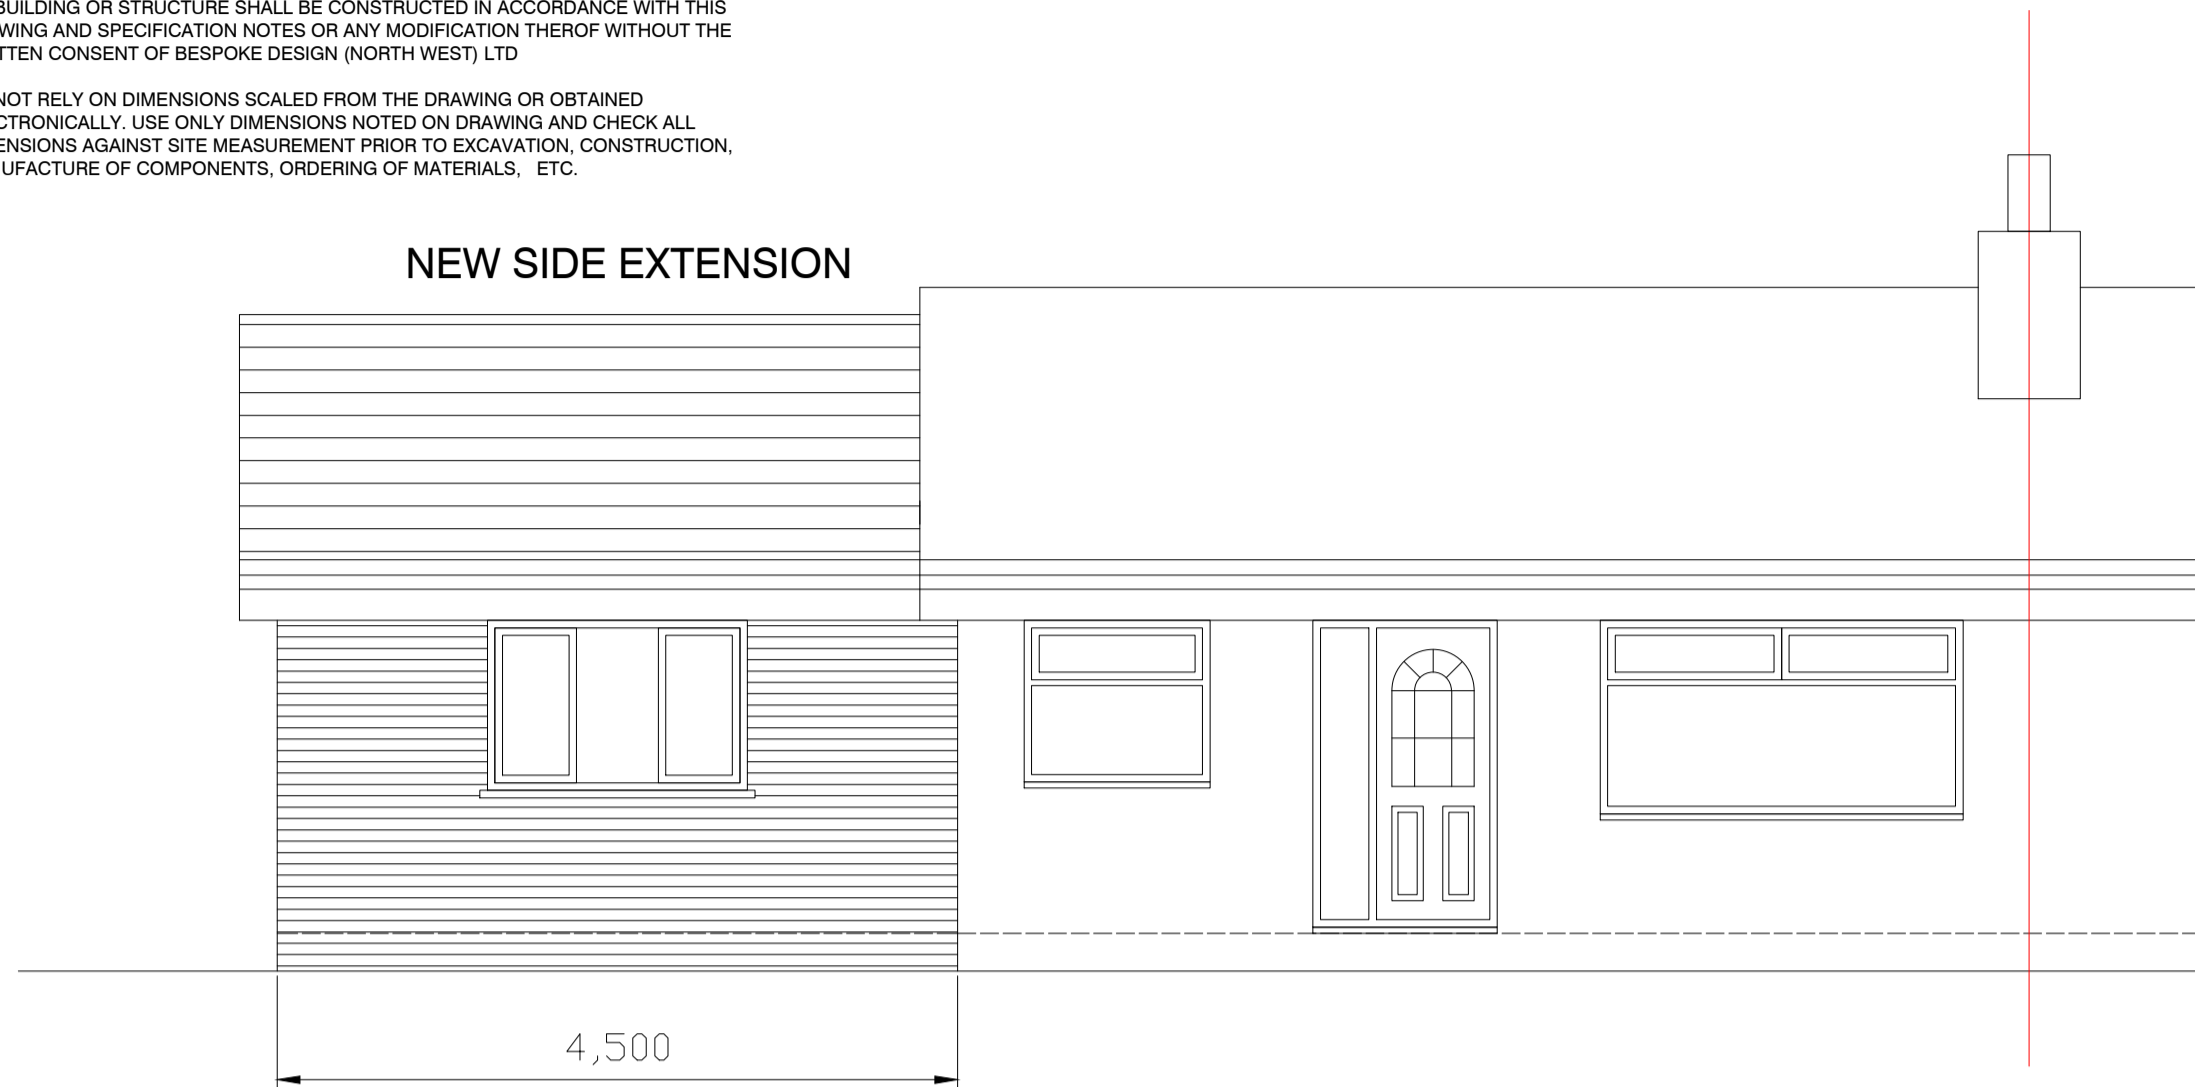 BUILDING OR STRUCTURE SHALL BE CONSTRUCTED IN ACCORDANCE WITH THIS
WING AND SPECIFICATION NOTES OR ANY MODIFICATION THEROF WITHOUT THE
TTEN CONSENT OF BESPOKE DESIGN (NORTH WEST) LTD
NOT RELY ON DIMENSIONS SCALED FROM THE DRAWING OR OBTAINED
CTRONICALLY. USE ONLY DIMENSIONS NOTED ON DRAWING AND CHECK ALL
ENSIONS AGAINST SITE MEASUREMENT PRIOR TO EXCAVATION, CONSTRUCTION,
UFACTURE OF COMPONENTS, ORDERING OF MATERIALS, ETC.
NEW SIDE EXTENSION
4,500